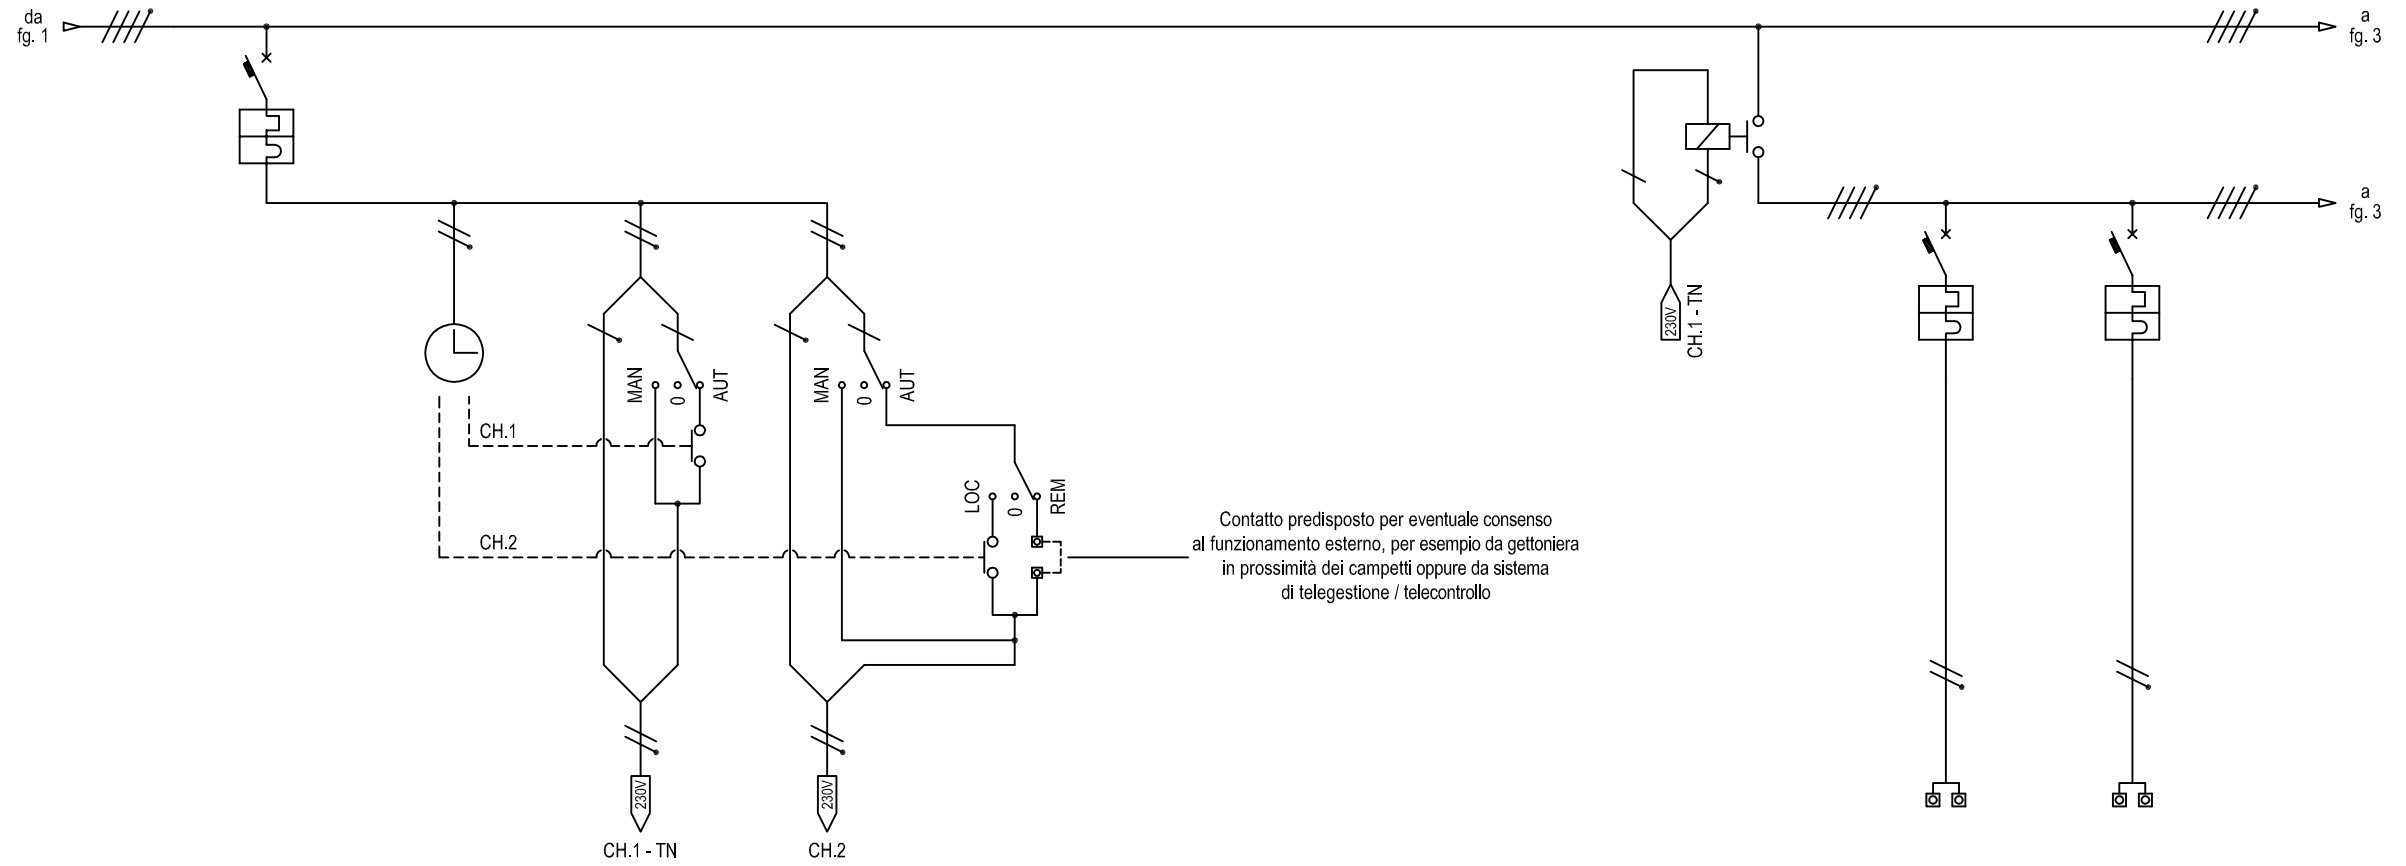 da
fg. 1
a
fg. 3
a
fg. 3
230V
CH.1 - TN
MAN
0
AUT
MAN
0
AUT
CH.1
LOC
0
REM
CH.2
Contatto predisposto per eventuale consenso
al funzionamento esterno, per esempio da gettoniera
in prossimità dei campetti oppure da sistema
di telegestione / telecontrollo
230V
230V
CH.1 - TN
CH.2